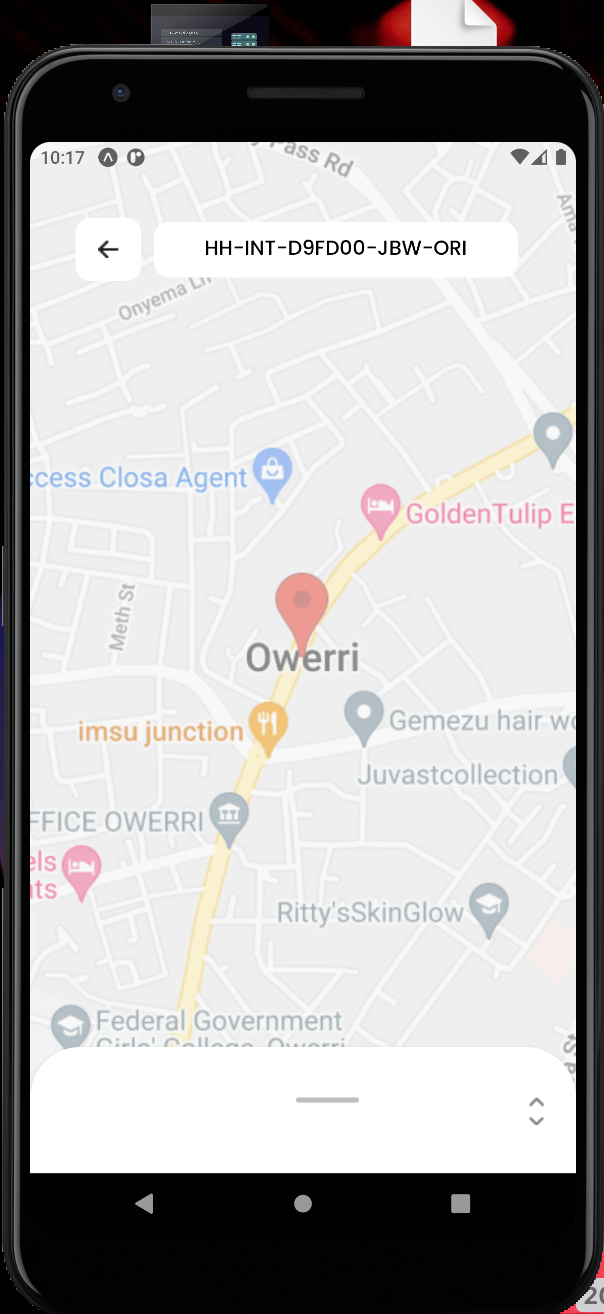 10:17
Pass Rd
HH-INT-D9FD00-JBW-ORI
Onyema Ln
ccess Closa Agent
GoldenTulip E
Meth St
Owerri
imsu junction
Gemezu hair wo
Juvastcollection
FFICE OWERRI
els
nts
Ritty'sSkinGlow
Federal Government
Girls' College, Owerri